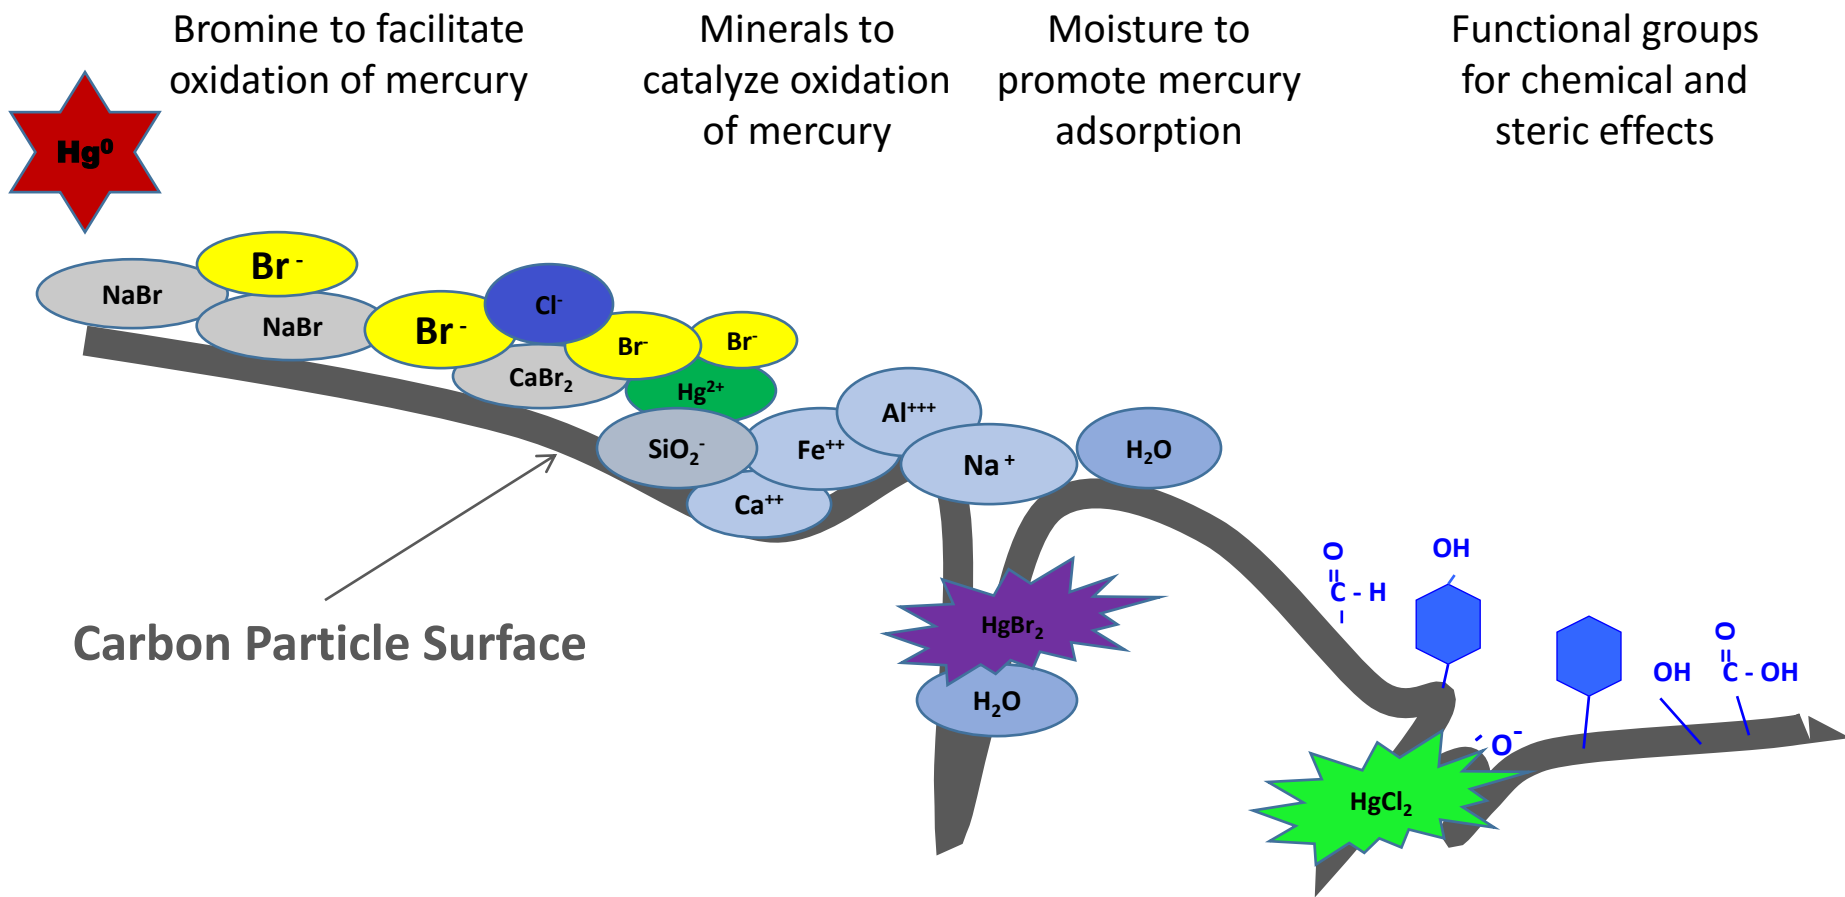 Bromine to facilitate
oxidation of mercury
Minerals to
catalyze oxidation
of mercury
Moisture to
promote mercury
adsorption
Functional groups
for chemical and
steric effects
Hg⁰
NaBr
Br⁻
NaBr
Br⁻
Cl⁻
CaBr₂
Br⁻
Br⁻
Hg²⁺
SiO₂⁻
Ca⁺⁺
Fe⁺⁺
Al⁺⁺⁺
Na⁺
H₂O
Carbon Particle Surface
HgBr₂
H₂O
O
=
C - H
OH
OH
O
=
C - OH
O⁻
HgCl₂